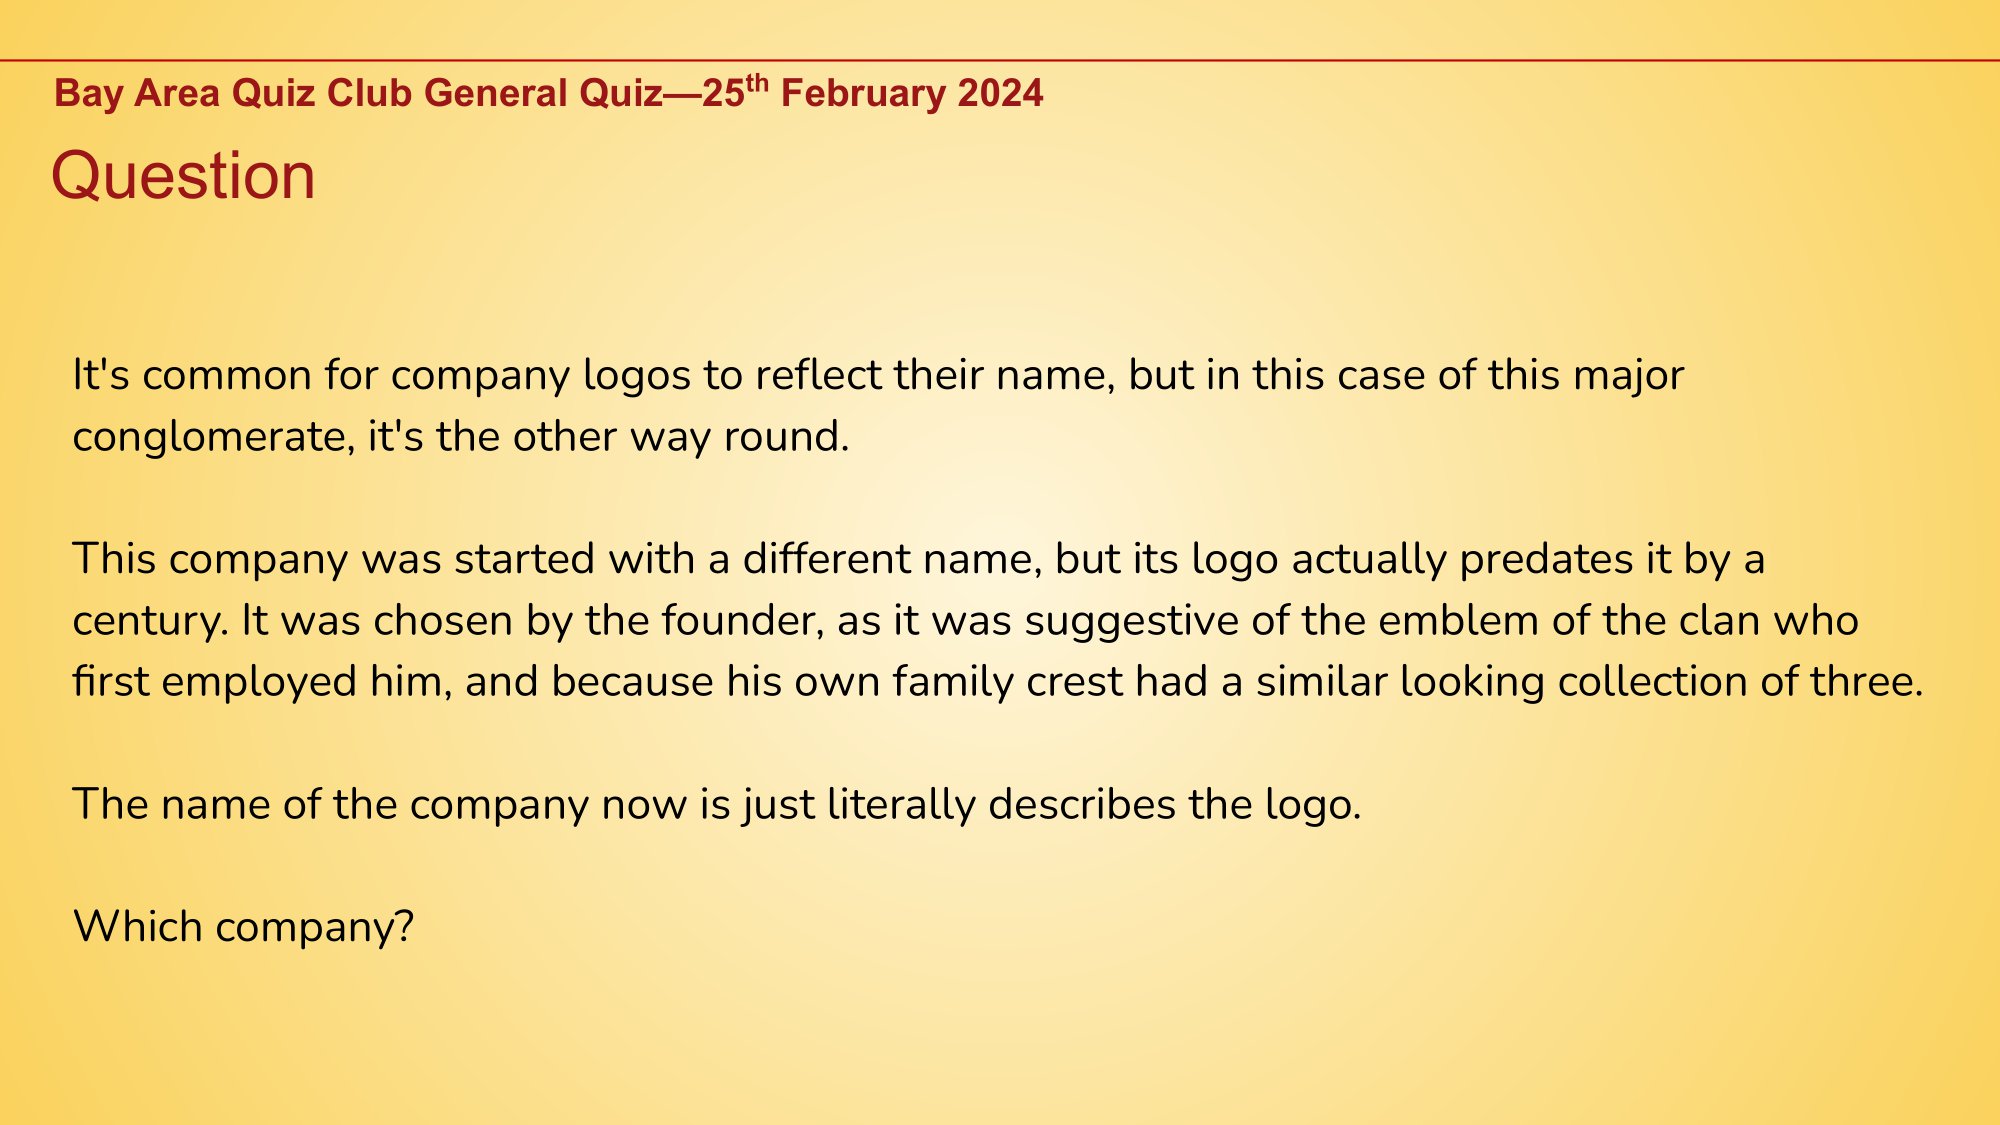 Bay Area Quiz Club General Quiz—25th February 2024
Question
It's common for company logos to reflect their name, but in this case of this major
conglomerate, it's the other way round.
This company was started with a different name, but its logo actually predates it by a
century. It was chosen by the founder, as it was suggestive of the emblem of the clan who
first employed him, and because his own family crest had a similar looking collection of three.
The name of the company now is just literally describes the logo.
Which company?